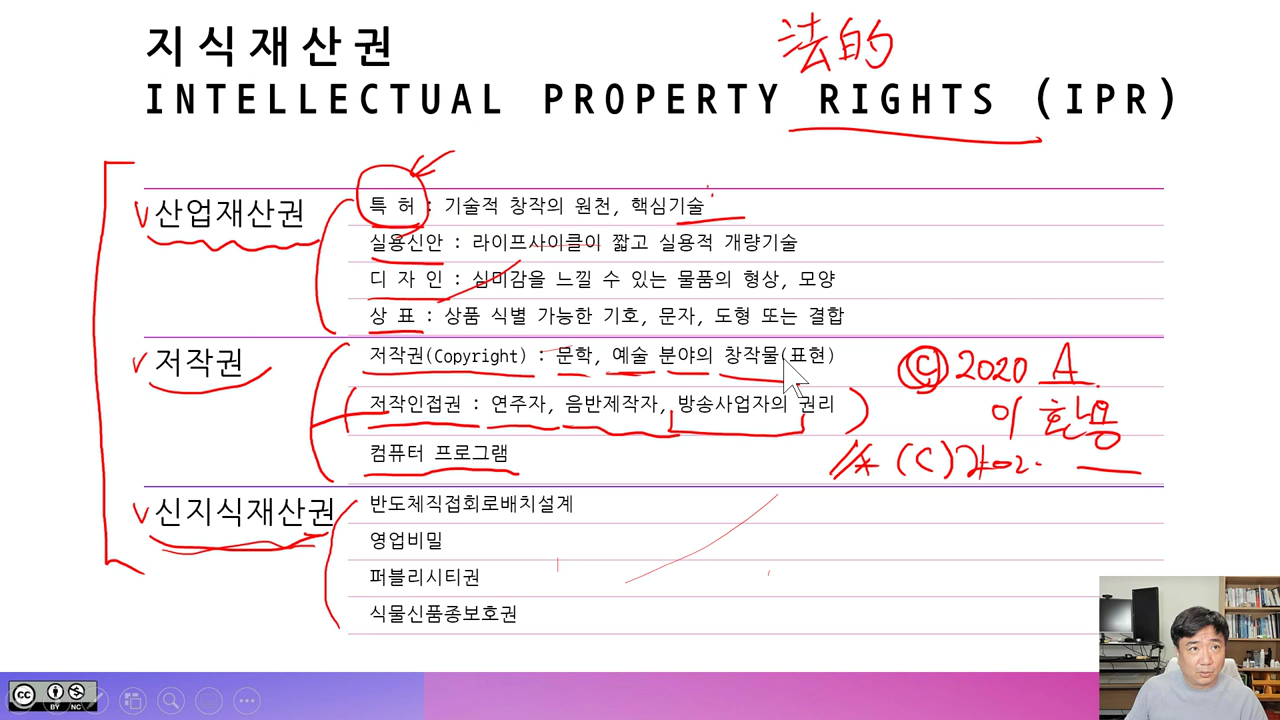 지식재산권
法的
INTELLECTUAL PROPERTY RIGHTS (IPR)
산업재산권
특 허 : 기술적 창작의 원천, 핵심기술
실용신안 : 라이프사이클이 짧고 실용적 개량기술
디 자 인 : 심미감을 느낄 수 있는 물품의 형상, 모양
상 표 : 상품 식별 가능한 기호, 문자, 도형 또는 결합
저작권
저작권(Copyright) : 문학, 예술 분야의 창작물(표현)
© 2020 A
저작인접권 : 연주자, 음반제작자, 방송사업자의 권리
컴퓨터 프로그램
(C)
신지식재산권
반도체직접회로배치설계
영업비밀
퍼블리시티권
식물신품종보호권
cc
BY NC